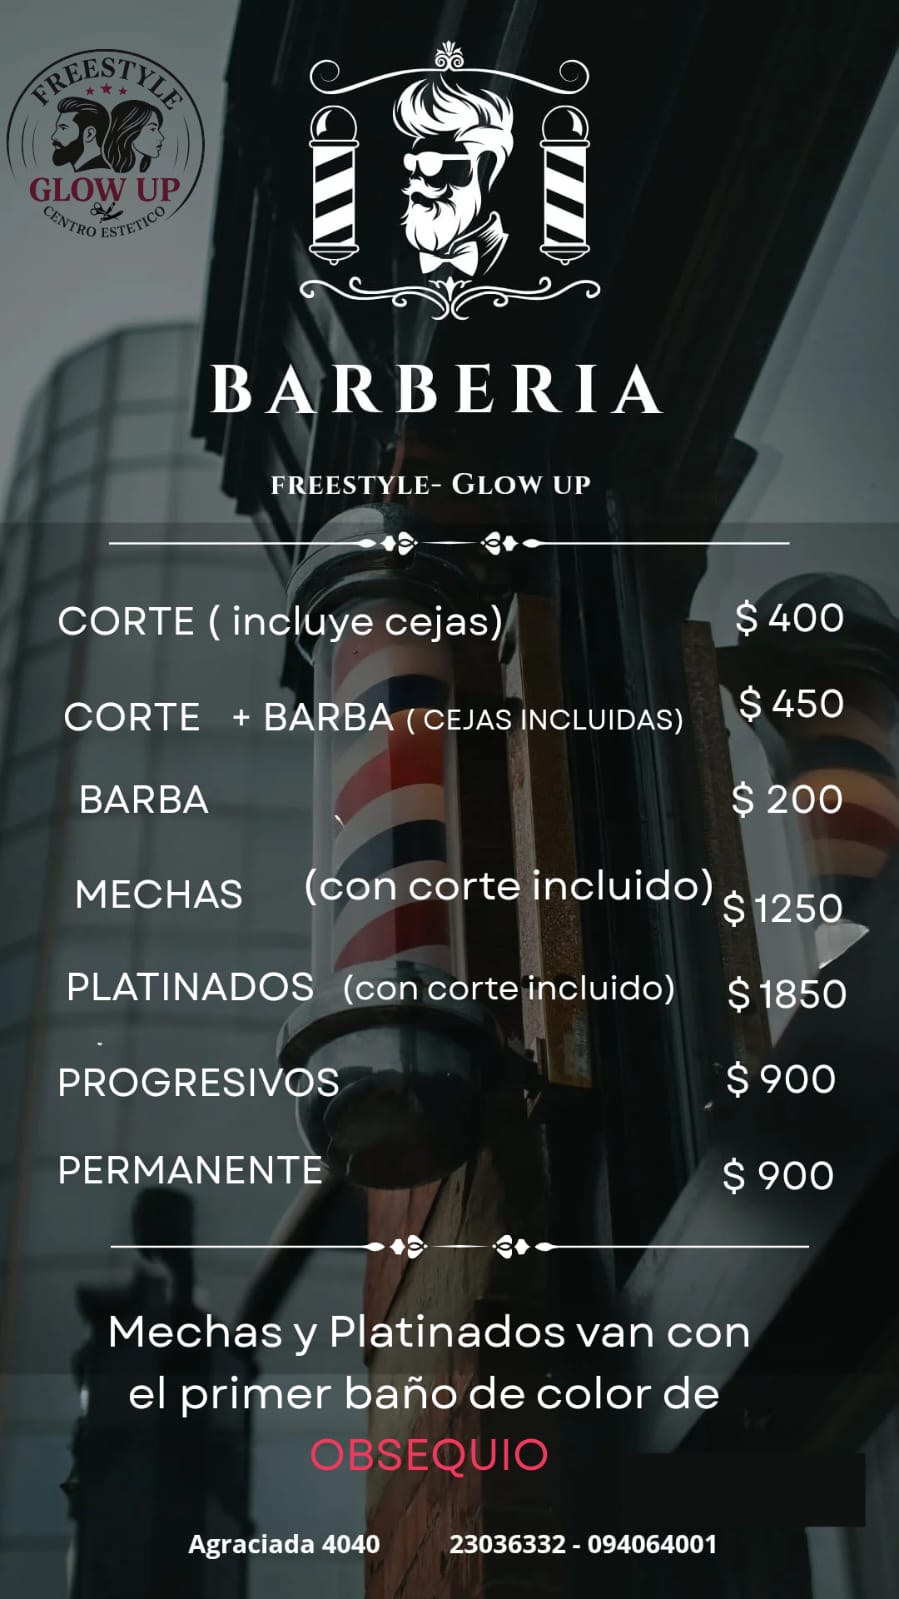 FREESTYLE
GLOW UP
CENTRO ESTETICO
BARBERIA
FREESTYLE- GLOW UP
CORTE ( incluye cejas) $ 400
CORTE + BARBA ( CEJAS INCLUIDAS) $ 450
BARBA $ 200
MECHAS (con corte incluido) $ 1250
PLATINADOS (con corte incluido) $ 1850
PROGRESIVOS $ 900
PERMANENTE $ 900
Mechas y Platinados van con
el primer baño de color de
OBSEQUIO
Agraciada 4040 23036332 - 094064001